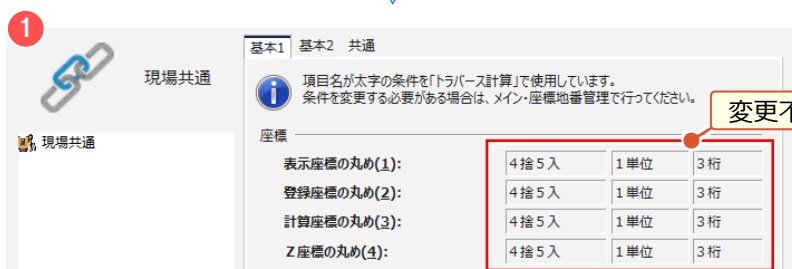 1
現場共通
基本1 基本2 共通
項目名が太字の条件を「トラバース計算」で使用しています。
条件を変更する必要がある場合は、メイン・座標地番管理で行ってください。
変更不
現場共通
座標
表示座標の丸め(1): 4捨5入 1単位 3桁
登録座標の丸め(2): 4捨5入 1単位 3桁
計算座標の丸め(3): 4捨5入 1単位 3桁
Z座標の丸め(4): 4捨5入 1単位 3桁